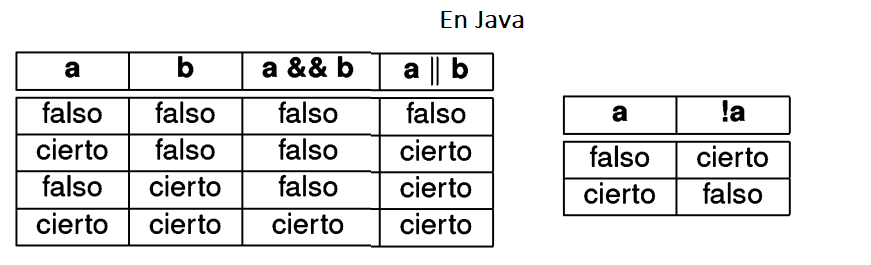 En Java
a b a && b a || b
falso falso falso falso
cierto falso falso cierto
falso cierto falso cierto
cierto cierto cierto cierto
a !a
falso cierto
cierto falso